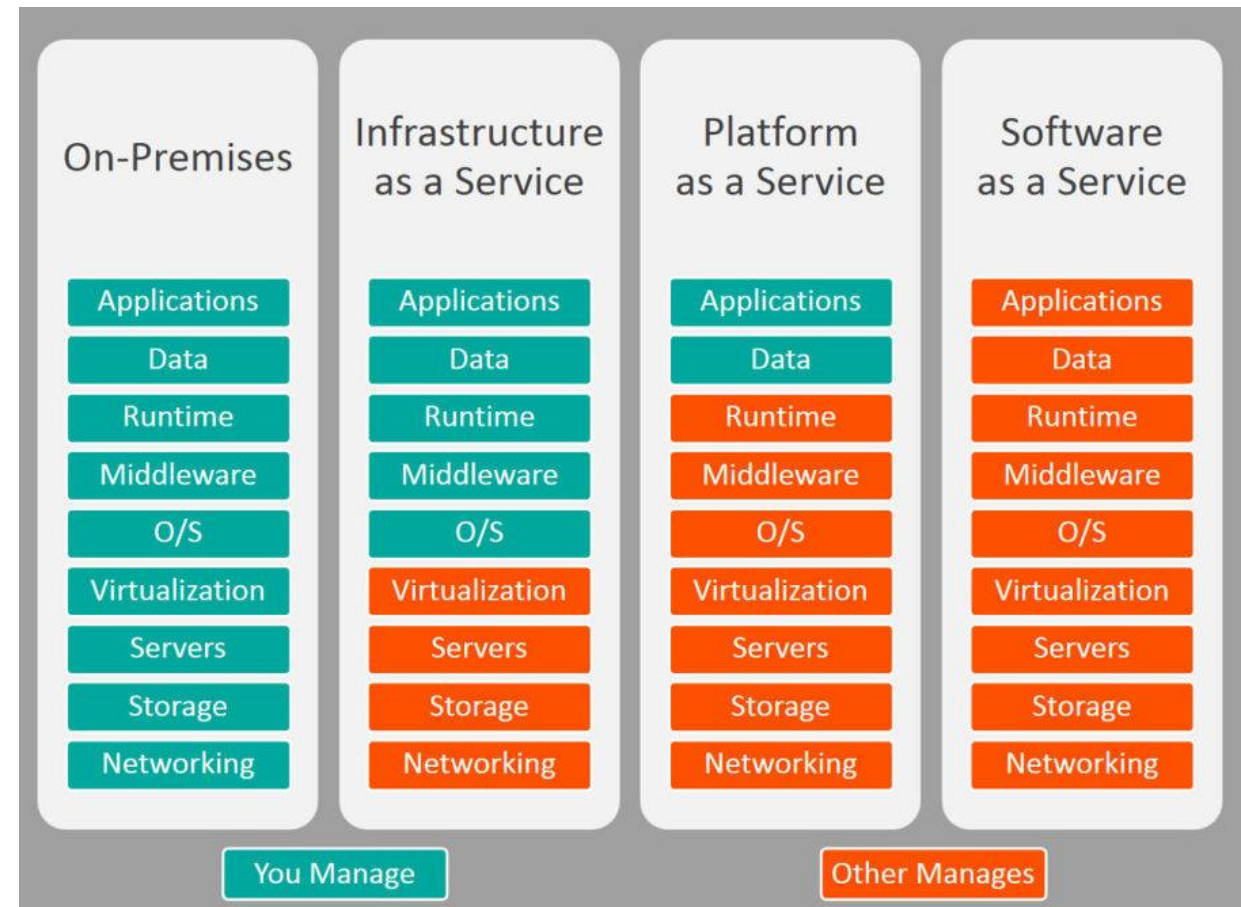 On-Premises
Applications
Data
Runtime
Middleware
O/S
Virtualization
Servers
Storage
Networking
Infrastructure
as a Service
Applications
Data
Runtime
Middleware
O/S
Virtualization
Servers
Storage
Networking
Platform
as a Service
Applications
Data
Runtime
Middleware
O/S
Virtualization
Servers
Storage
Networking
Software
as a Service
Applications
Data
Runtime
Middleware
O/S
Virtualization
Servers
Storage
Networking
You Manage
Other Manages